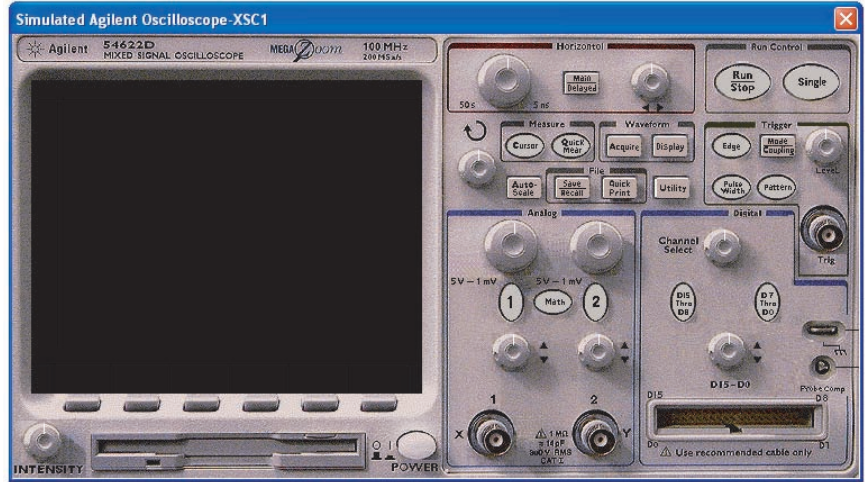 Simulated Agilent Oscilloscope-XSC1
Agilent 54622D
MIXED SIGNAL OSCILLOSCOPE
MEGA Zoom
100 MHz
200 MSa/s
Horizontal
50s 5 ns
Main
Delayed
Run Control
Run
Stop
Single
Measure
Cursor
Quick
Meas
Waveform
Acquire
Display
Trigger
Edge
Mode
Coupling
Level
Pulse
Width
Pattern
Trig
Auto-
Scale
File
Save
Recall
Quick
Print
Utility
Analog
5V – 1 mV 5V – 1 mV
1
Math
2
1 2
X
Y
1 MΩ
300 V RMS
CAT I
Digital
Channel
Select
D15
Thru
D8
D7
Thru
D0
D15–D0
Probe Comp
D15 D8
D0
Use recommended cable only
INTENSITY
O I
POWER